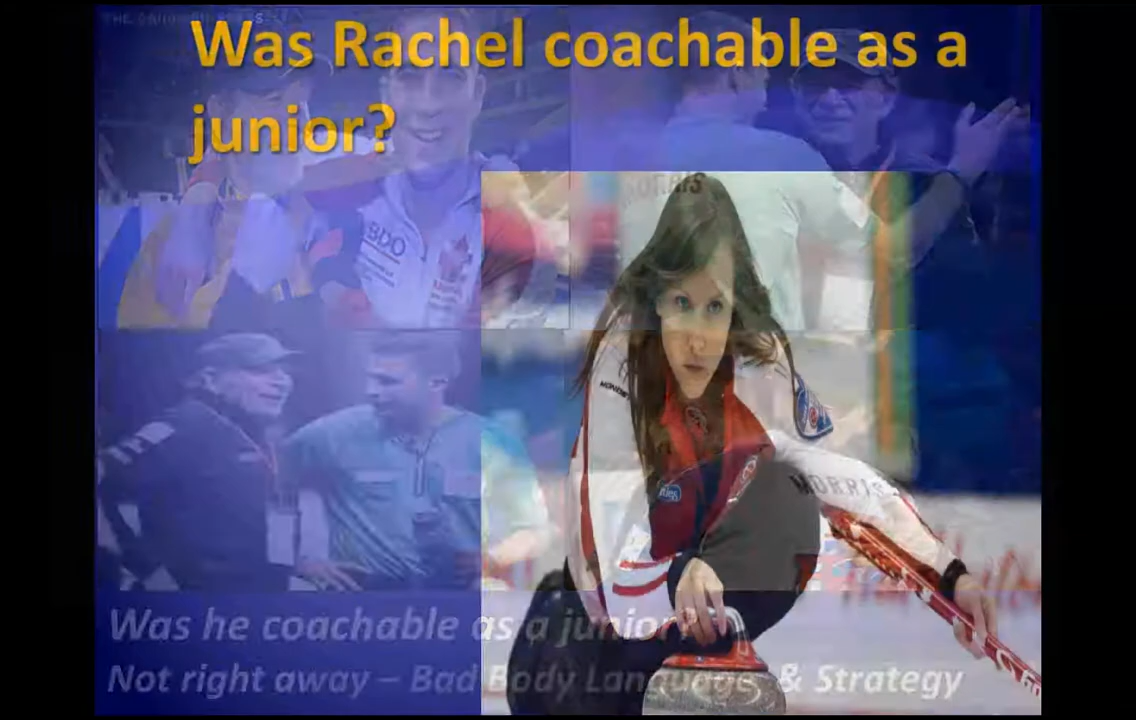 Was Rachel coachable as a
junior?
BDO
MORRIS
MORRIS
Was he coachable as a junior?
Not right away – Bad Body Language & Strategy